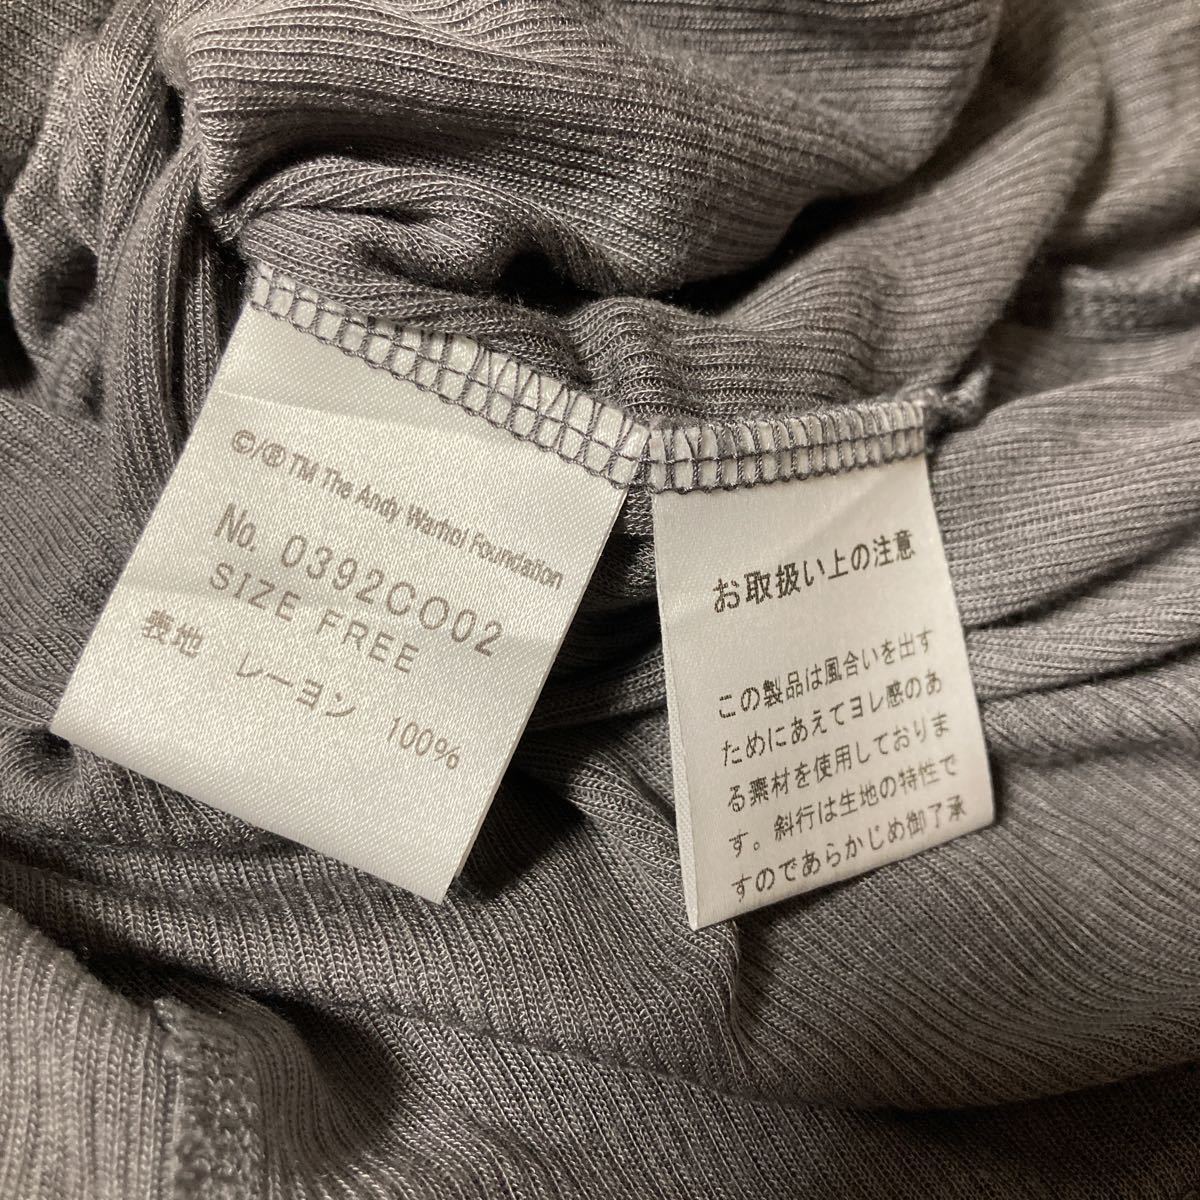 ©/® TM The Andy Warhol Foundation
No. 0392CO02
SIZE FREE
表地 レーヨン 100%
お取扱い上の注意
この製品は風合いを出す
ためにあえてヨレ感のあ
る素材を使用しておりま
す。斜行は生地の特性で
すのであらかじめ御了承